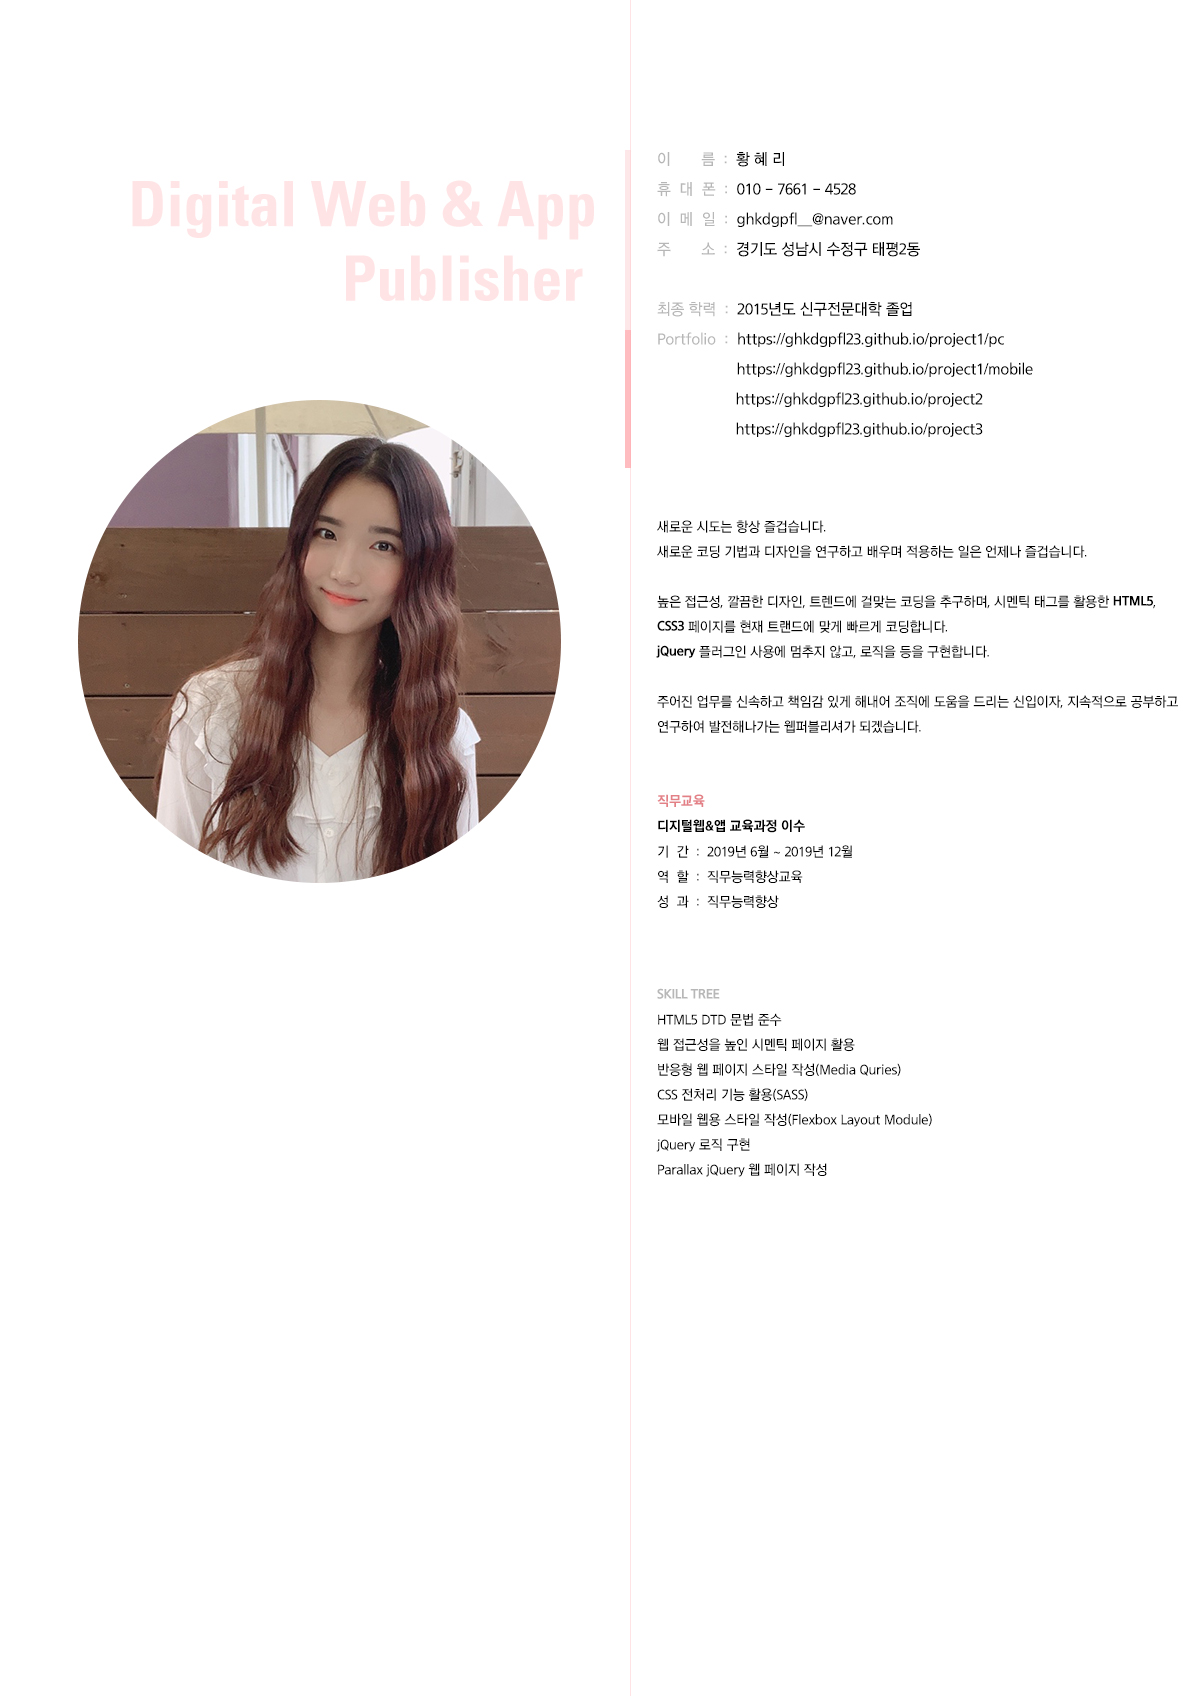 Digital Web & App
Publisher
이 름 : 황 혜 리
휴 대 폰 : 010 - 7661 - 4528
이 메 일 : ghkdgpfl__@naver.com
주 소 : 경기도 성남시 수정구 태평2동
최종 학력 : 2015년도 신구전문대학 졸업
Portfolio : https://ghkdgpfl23.github.io/project1/pc
https://ghkdgpfl23.github.io/project1/mobile
https://ghkdgpfl23.github.io/project2
https://ghkdgpfl23.github.io/project3
새로운 시도는 항상 즐겁습니다.
새로운 코딩 기법과 디자인을 연구하고 배우며 적용하는 일은 언제나 즐겁습니다.
높은 접근성, 깔끔한 디자인, 트렌드에 걸맞는 코딩을 추구하며, 시멘틱 태그를 활용한 HTML5,
CSS3 페이지를 현재 트랜드에 맞게 빠르게 코딩합니다.
jQuery 플러그인 사용에 멈추지 않고, 로직을 등을 구현합니다.
주어진 업무를 신속하고 책임감 있게 해내어 조직에 도움을 드리는 신입이자, 지속적으로 공부하고
연구하여 발전해나가는 웹퍼블리셔가 되겠습니다.
직무교육
디지털웹&앱 교육과정 이수
기 간 : 2019년 6월 ~ 2019년 12월
역 할 : 직무능력향상교육
성 과 : 직무능력향상
SKILL TREE
HTML5 DTD 문법 준수
웹 접근성을 높인 시멘틱 페이지 활용
반응형 웹 페이지 스타일 작성(Media Quries)
CSS 전처리 기능 활용(SASS)
모바일 웹용 스타일 작성(Flexbox Layout Module)
jQuery 로직 구현
Parallax jQuery 웹 페이지 작성